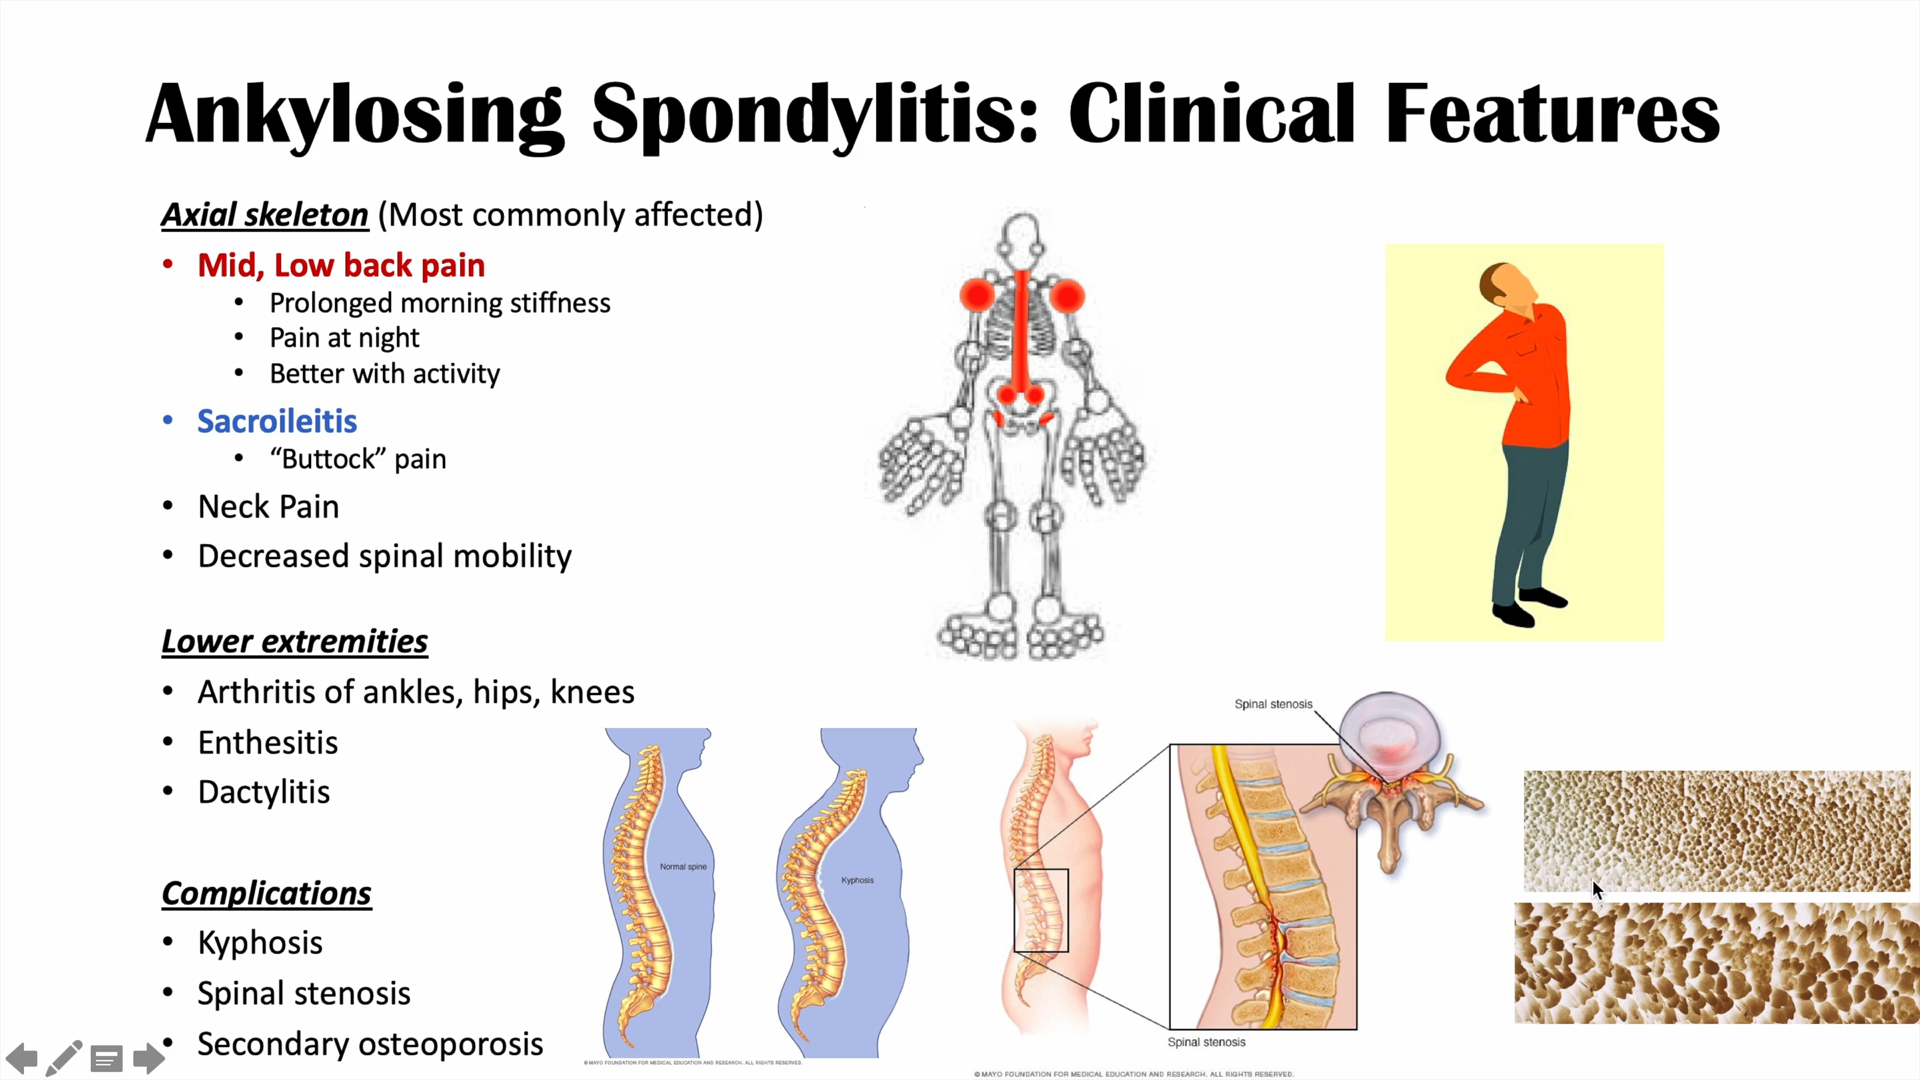 Ankylosing Spondylitis: Clinical Features
Axial skeleton (Most commonly affected)
• Mid, Low back pain
• Prolonged morning stiffness
• Pain at night
• Better with activity
• Sacroileitis
• “Buttock” pain
• Neck Pain
• Decreased spinal mobility
Lower extremities
• Arthritis of ankles, hips, knees
• Enthesitis
• Dactylitis
Complications
• Kyphosis
• Spinal stenosis
• Secondary osteoporosis
Normal spine
Kyphosis
© MAYO FOUNDATION FOR MEDICAL EDUCATION AND RESEARCH. ALL RIGHTS RESERVED.
Spinal stenosis
Spinal stenosis
© MAYO FOUNDATION FOR MEDICAL EDUCATION AND RESEARCH. ALL RIGHTS RESERVED.